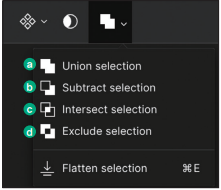 a Union selection
b Subtract selection
c Intersect selection
d Exclude selection
Flatten selection ⌘E